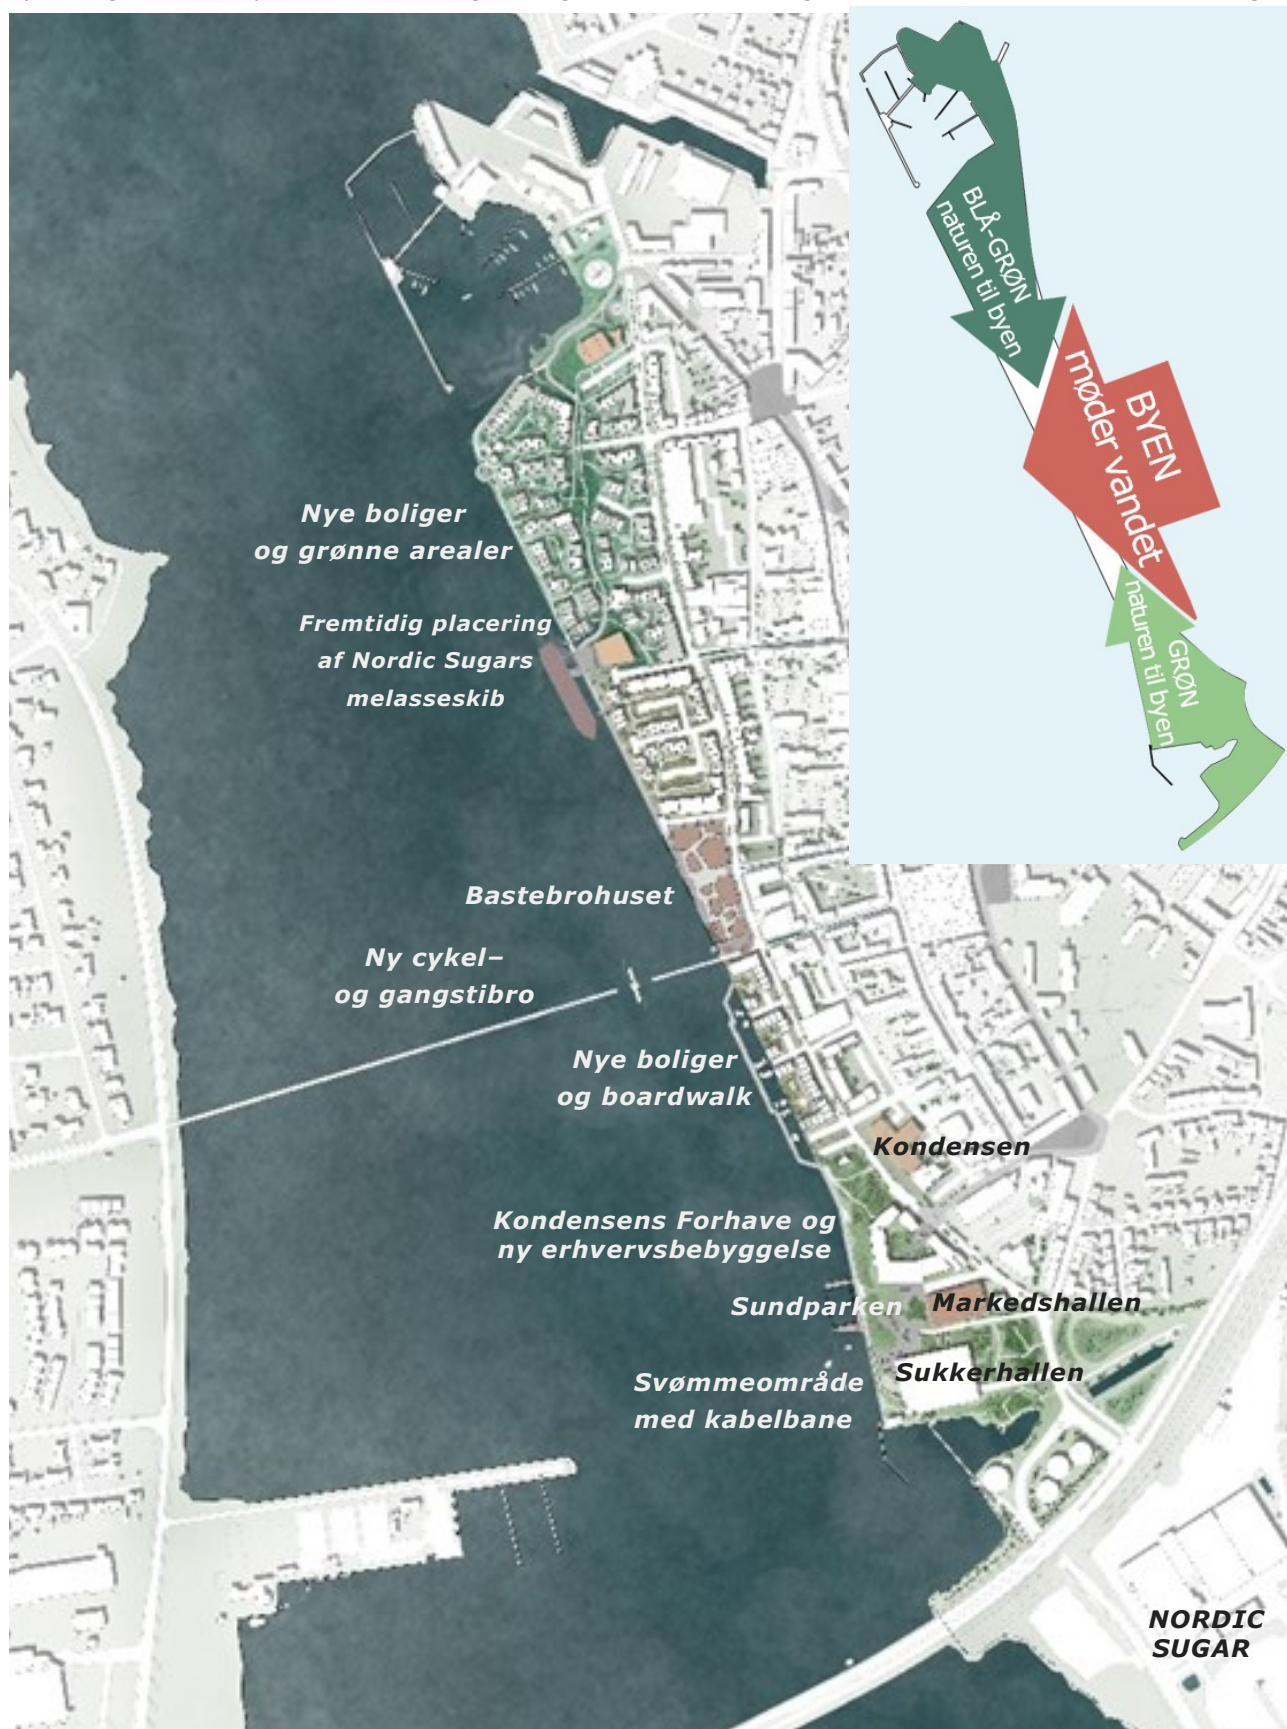 BLÅ-GRØN
naturen til byen
BYEN
møder vandet
GRØN
naturen til byen
Nye boliger
og grønne arealer
Fremtidig placering
af Nordic Sugars
melasseskib
Bastebrohuset
Ny cykel–
og gangstibro
Nye boliger
og boardwalk
Kondensen
Kondensens Forhave og
ny erhvervsbebyggelse
Sundparken
Markedshallen
Sukkerhallen
Svømmeområde
med kabelbane
NORDIC
SUGAR